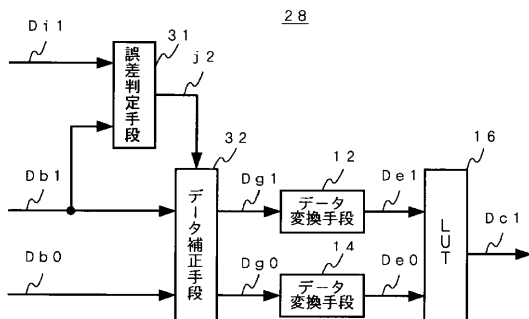 28
Di1
31
j2
誤差判定手段
32
Db1
Db0
データ補正手段
Dg1
12
De1
16
データ
変換手段
Dc1
LUT
Dg0
14
De0
データ
変換手段